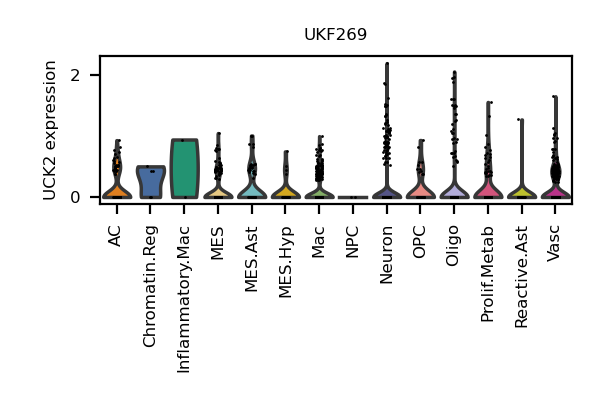 UKF269
UCK2 expression
2
0
AC
Chromatin.Reg
Inflammatory.Mac
MES
MES.Ast
MES.Hyp
Mac
NPC
Neuron
OPC
Oligo
Prolif.Metab
Reactive.Ast
Vasc